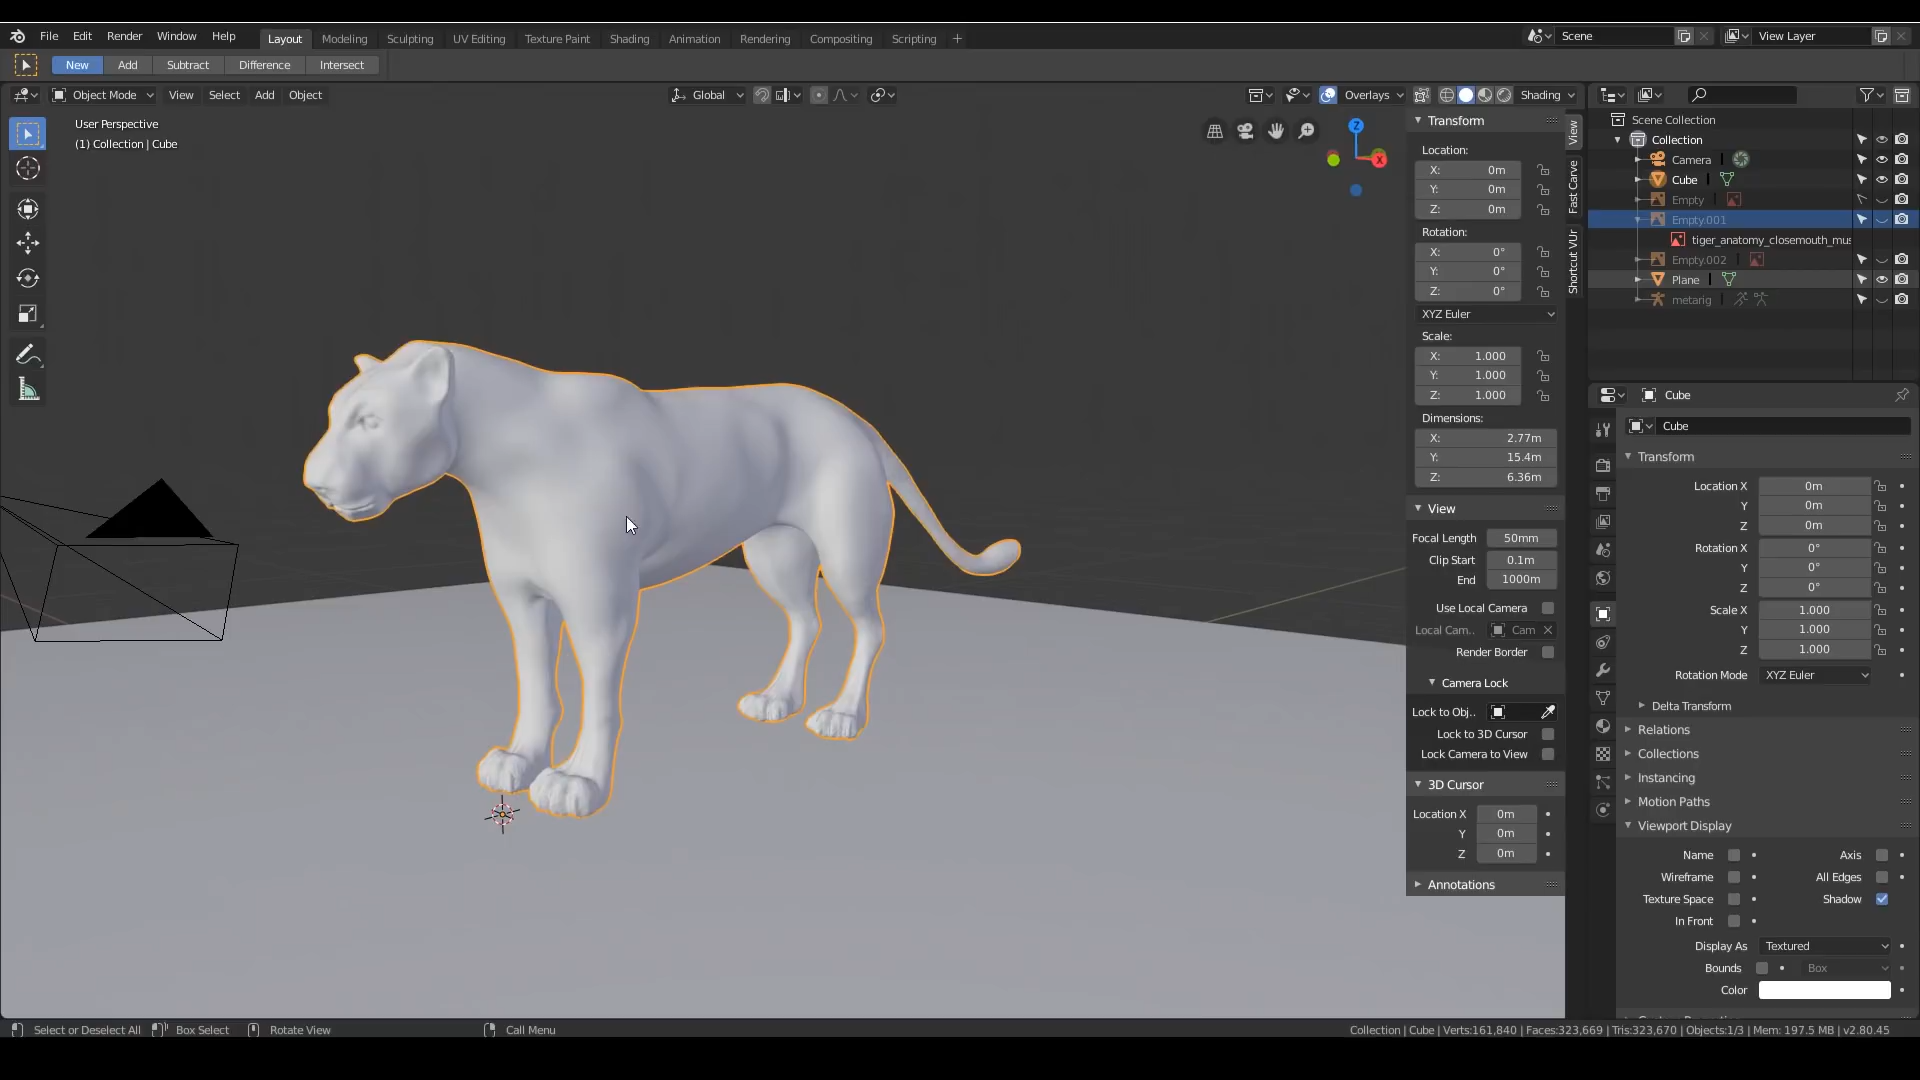 File Edit Render Window Help Layout Modeling Sculpting UV Editing Texture Paint Shading Animation Rendering Compositing Scripting + Scene View Layer
New Add Subtract Difference Intersect
Object Mode View Select Add Object Global Overlays Shading
User Perspective
(1) Collection | Cube
Z
X
View
Fast Carve
Shortcut VUr
Transform
Location:
X: 0m
Y: 0m
Z: 0m
Rotation:
X: 0°
Y: 0°
Z: 0°
XYZ Euler
Scale:
X: 1.000
Y: 1.000
Z: 1.000
Dimensions:
X: 2.77m
Y: 15.4m
Z: 6.36m
View
Focal Length 50mm
Clip Start 0.1m
End 1000m
Use Local Camera
Local Cam.. Cam
Render Border
Camera Lock
Lock to Obj..
Lock to 3D Cursor
Lock Camera to View
3D Cursor
Location X 0m
Y 0m
Z 0m
Annotations
Scene Collection
Collection
Camera
Cube
Empty
Empty.001
tiger_anatomy_closemouth_mus
Empty.002
Plane
metarig
Cube
Cube
Transform
Location X 0m
Y 0m
Z 0m
Rotation X 0°
Y 0°
Z 0°
Scale X 1.000
Y 1.000
Z 1.000
Rotation Mode XYZ Euler
Delta Transform
Relations
Collections
Instancing
Motion Paths
Viewport Display
Name Axis
Wireframe All Edges
Texture Space Shadow
In Front
Display As Textured
Bounds Box
Color
Select or Deselect All Box Select Rotate View Call Menu Collection | Cube | Verts:161,840 | Faces:323,669 | Tris:323,670 | Objects:1/3 | Mem: 197.5 MB | v2.80.45